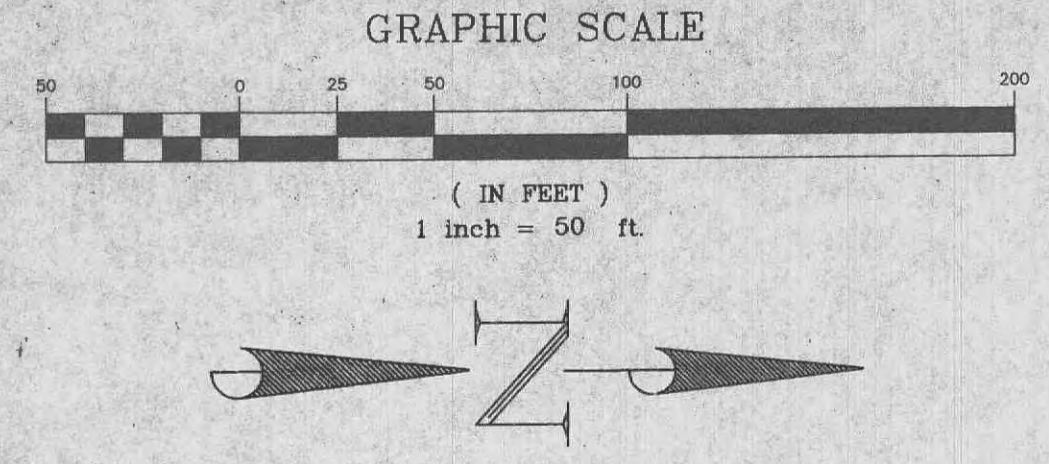 GRAPHIC SCALE
50 0 25 50 100 200
( IN FEET )
1 inch = 50 ft.
N